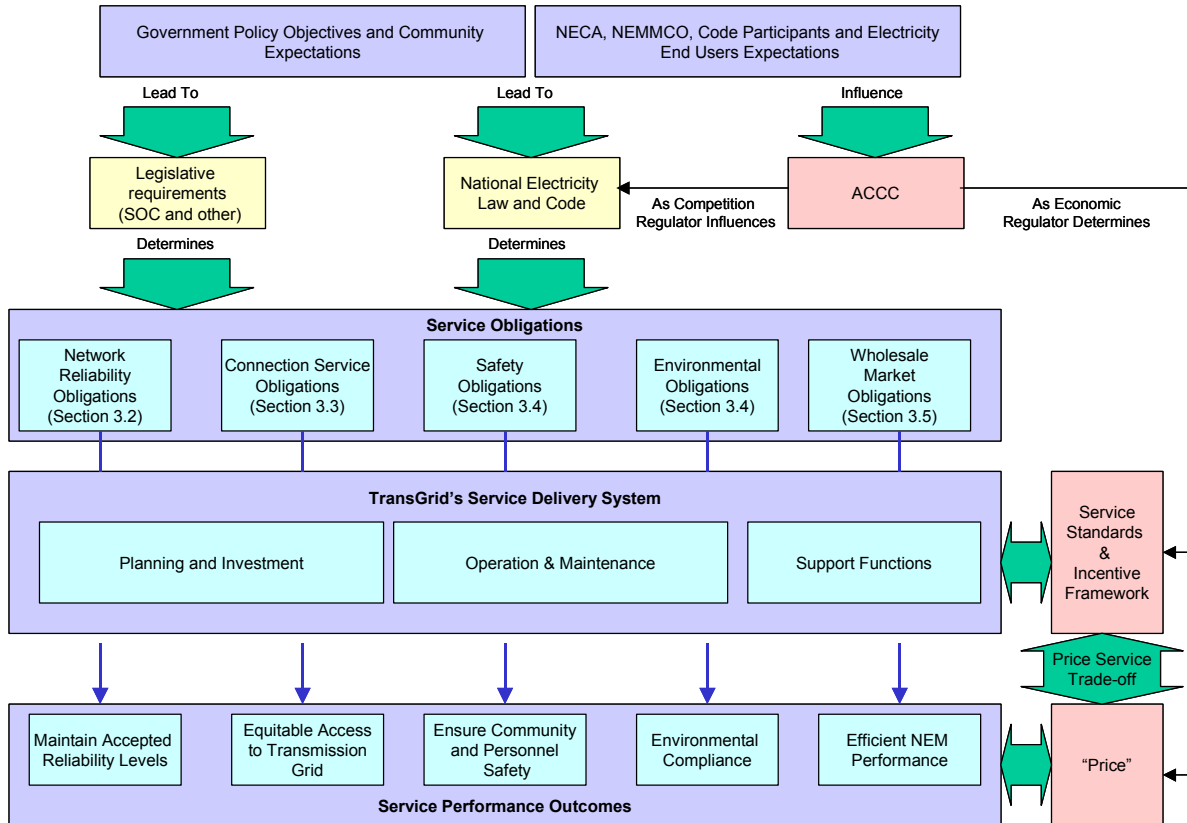 Government Policy Objectives and Community
Expectations
NECA, NEMMCO, Code Participants and Electricity
End Users Expectations
Lead To
Lead To
Influence
Legislative
requirements
(SOC and other)
National Electricity
Law and Code
ACCC
As Competition
Regulator Influences
As Economic
Regulator Determines
Determines
Determines
Service Obligations
Network
Reliability
Obligations
(Section 3.2)
Connection Service
Obligations
(Section 3.3)
Safety
Obligations
(Section 3.4)
Environmental
Obligations
(Section 3.4)
Wholesale
Market
Obligations
(Section 3.5)
TransGrid's Service Delivery System
Planning and Investment
Operation & Maintenance
Support Functions
Service
Standards
&
Incentive
Framework
Price Service
Trade-off
Maintain Accepted
Reliability Levels
Equitable Access
to Transmission
Grid
Ensure Community
and Personnel
Safety
Environmental
Compliance
Efficient NEM
Performance
"Price"
Service Performance Outcomes